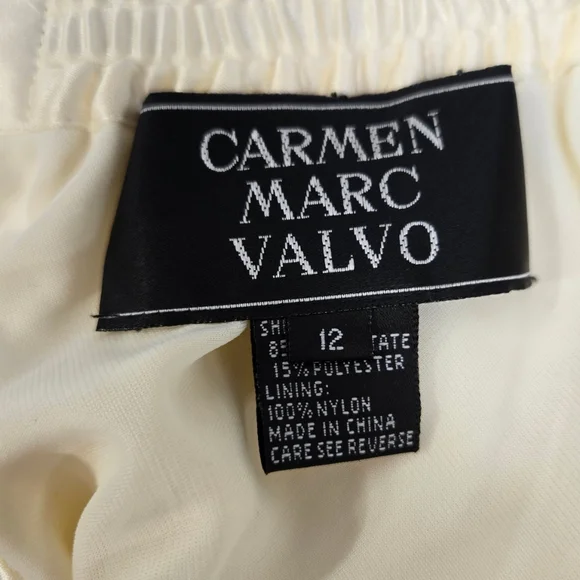 CARMEN
MARC
VALVO
12
15% POLYESTER
LINING:
100% NYLON
MADE IN CHINA
CARE SEE REVERSE